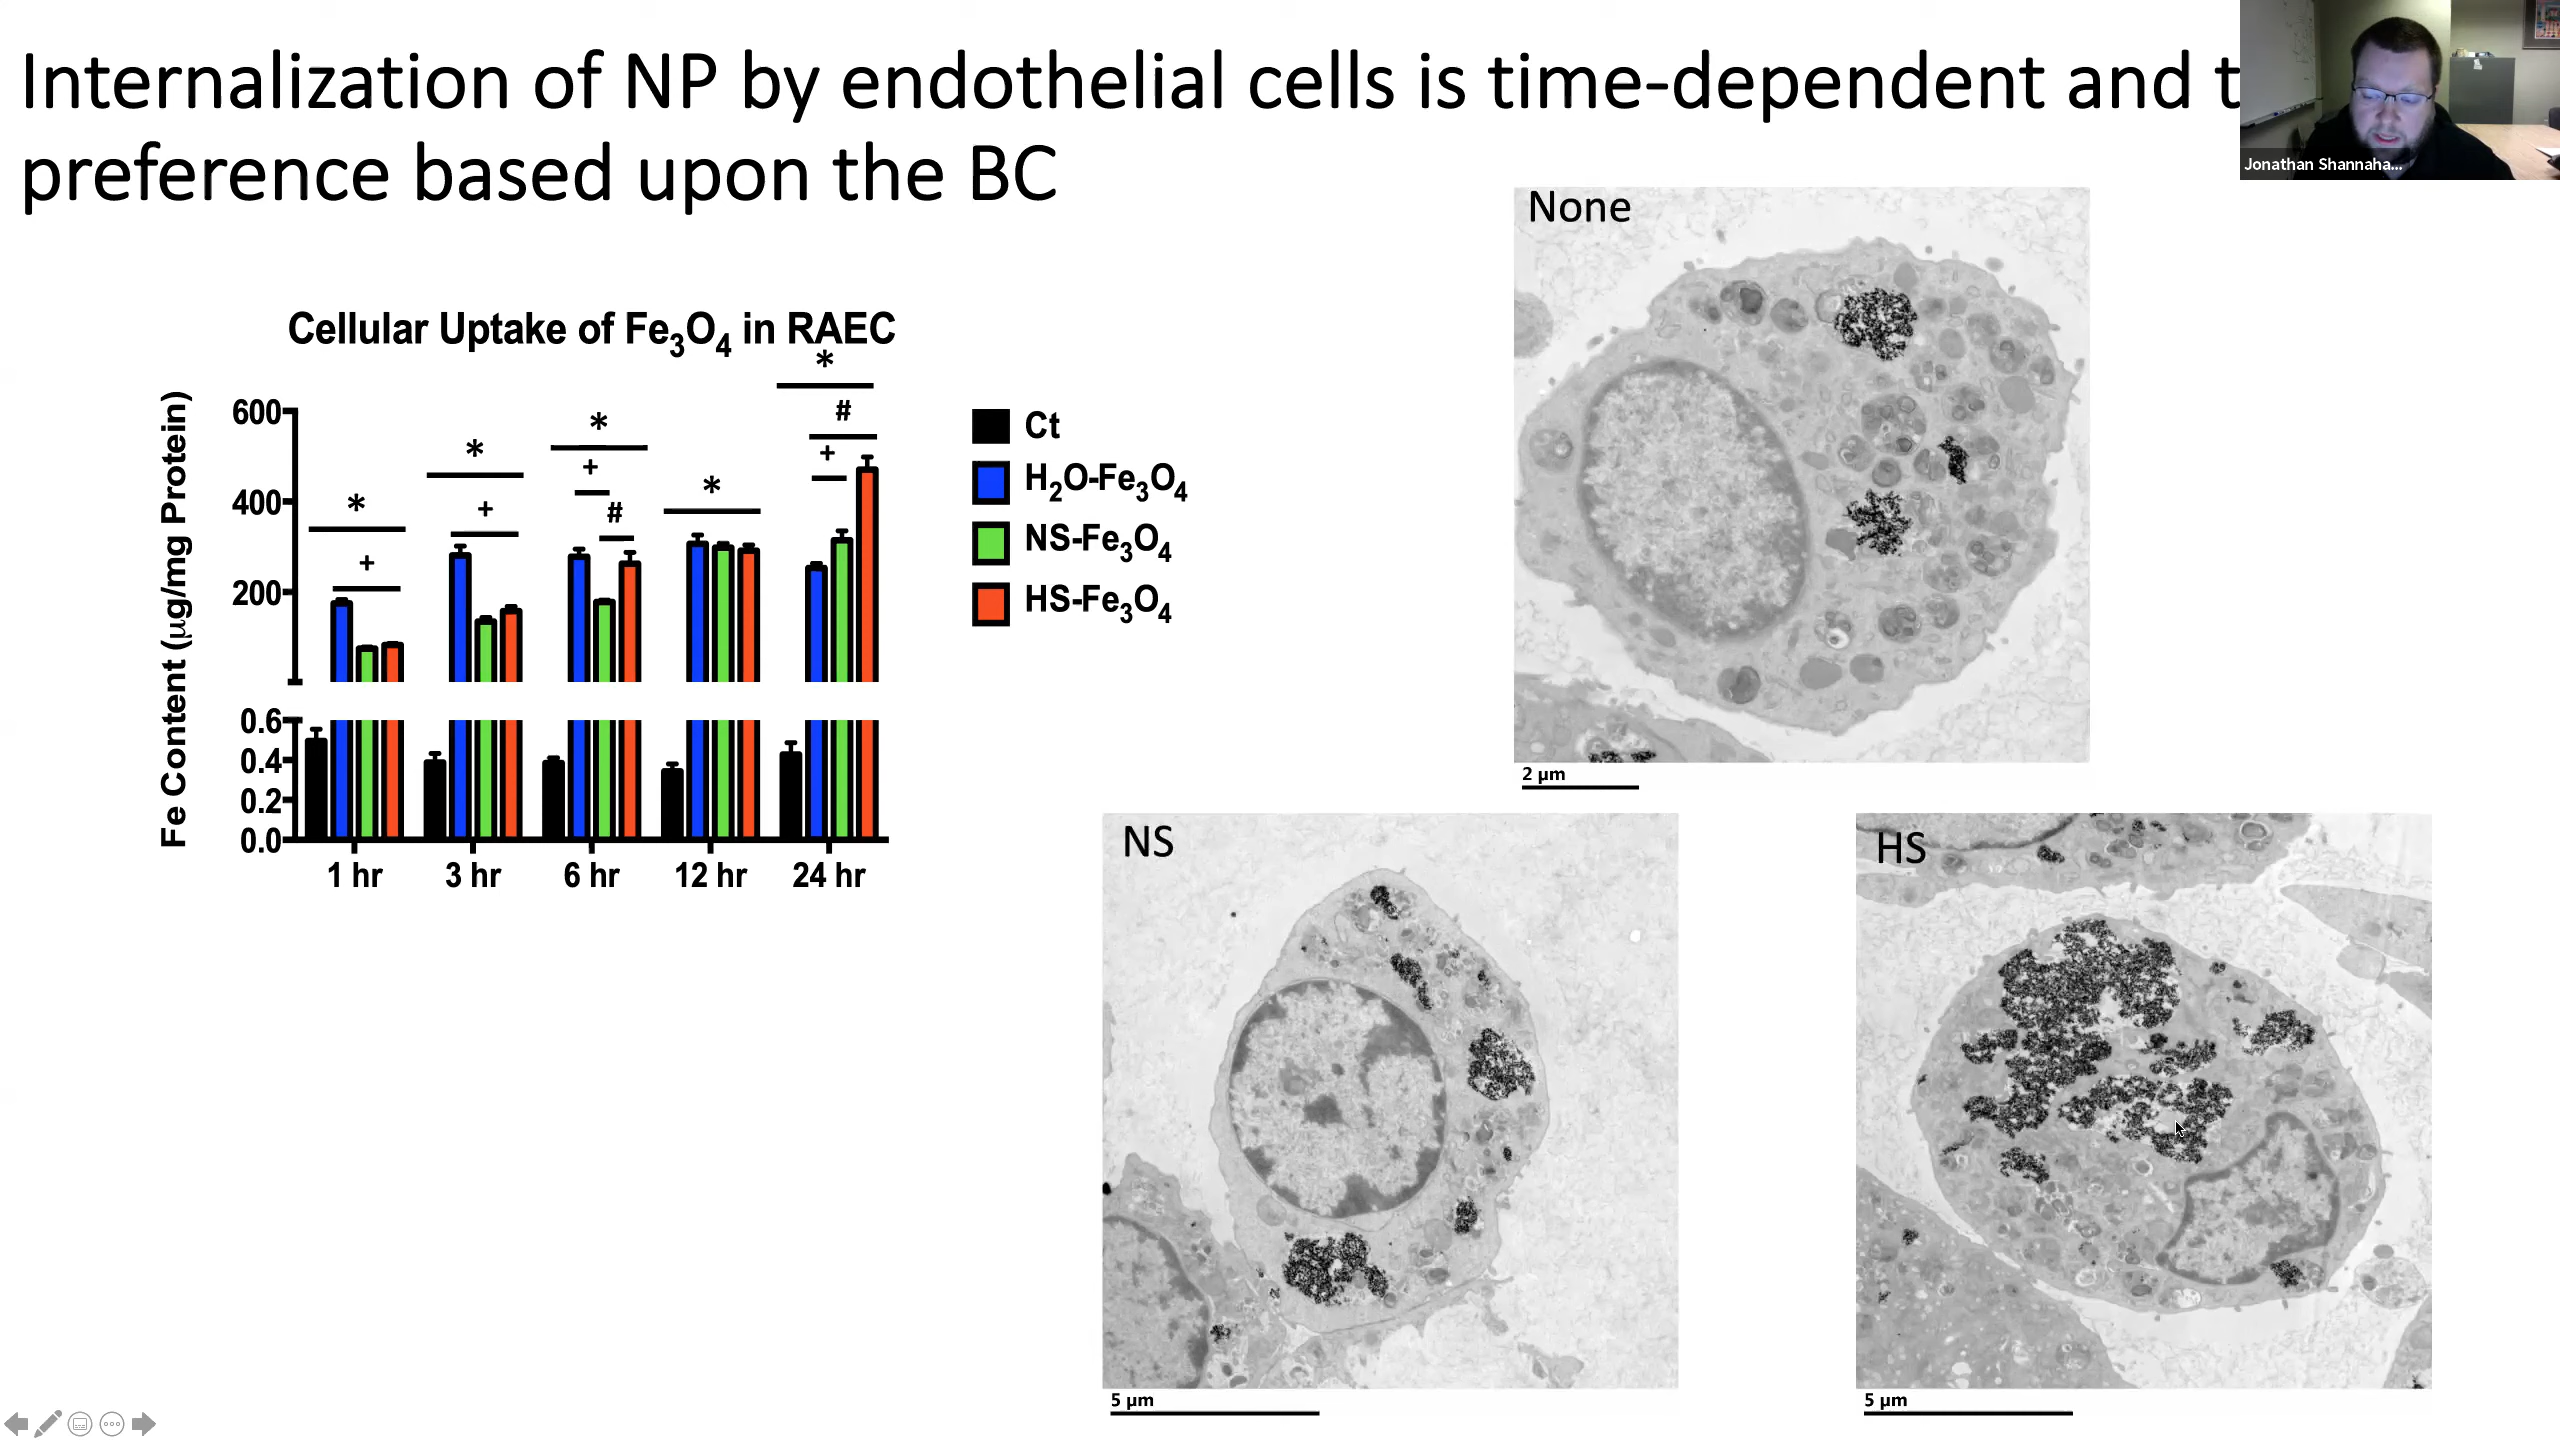 Internalization of NP by endothelial cells is time-dependent and t
preference based upon the BC
Jonathan Shannaha...
None
Cellular Uptake of Fe₃O₄ in RAEC
*
#
+
*
+
#
*
*
+
*
+
Fe Content (µg/mg Protein)
600
400
200
0.6
0.4
0.2
0.0
1 hr 3 hr 6 hr 12 hr 24 hr
Ct
H₂O-Fe₃O₄
NS-Fe₃O₄
HS-Fe₃O₄
2 µm
NS
HS
5 µm
5 µm